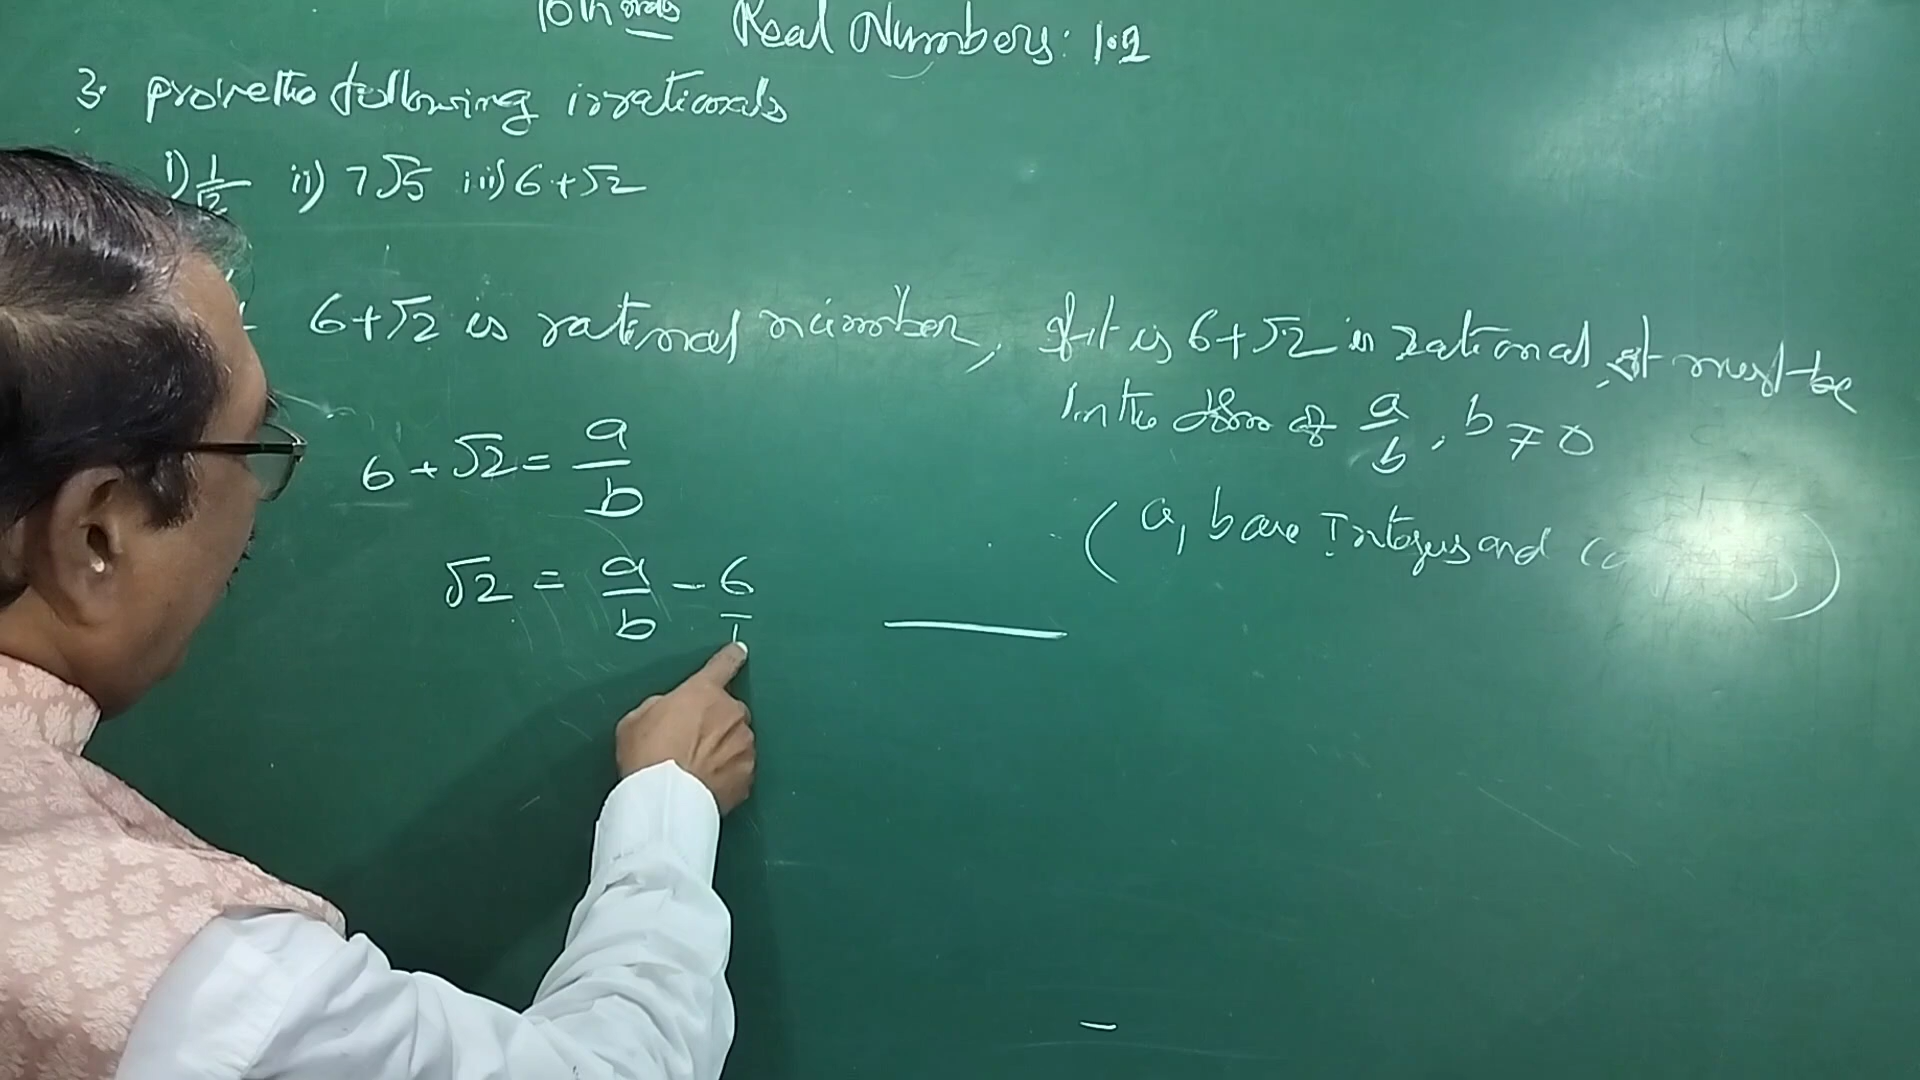 10th maths Real Numbers: 1.2
3. prove the following irrationals
i) 1/√2 ii) 7√5 iii) 6+√2
6+√2 is rational number, If it is 6+√2 is rational, it must be
in the form of a/b, b≠0
6+√2 = a/b
(a, b are Integers and )
√2 = a/b - 6/1